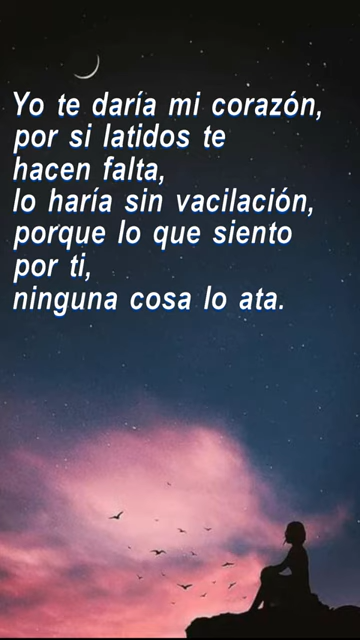 Yo te daría mi corazón,
por si latidos te
hacen falta,
lo haría sin vacilación,
porque lo que siento
por ti,
ninguna cosa lo ata.